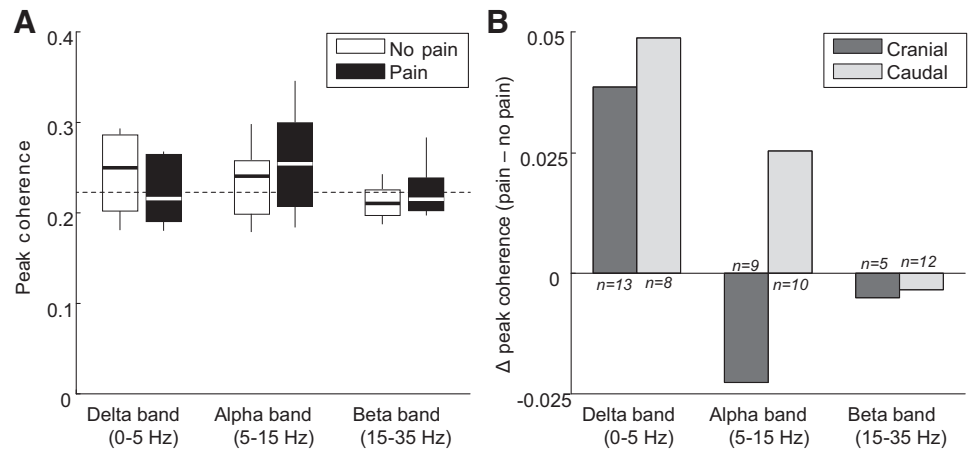 A
0.4
0.3
0.2
0.1
0
Peak coherence
No pain
Pain
Delta band
(0-5 Hz)
Alpha band
(5-15 Hz)
Beta band
(15-35 Hz)
B
0.05
0.025
0
-0.025
Δ peak coherence (pain – no pain)
Cranial
Caudal
n=13
n=8
n=9
n=10
n=5
n=12
Delta band
(0-5 Hz)
Alpha band
(5-15 Hz)
Beta band
(15-35 Hz)